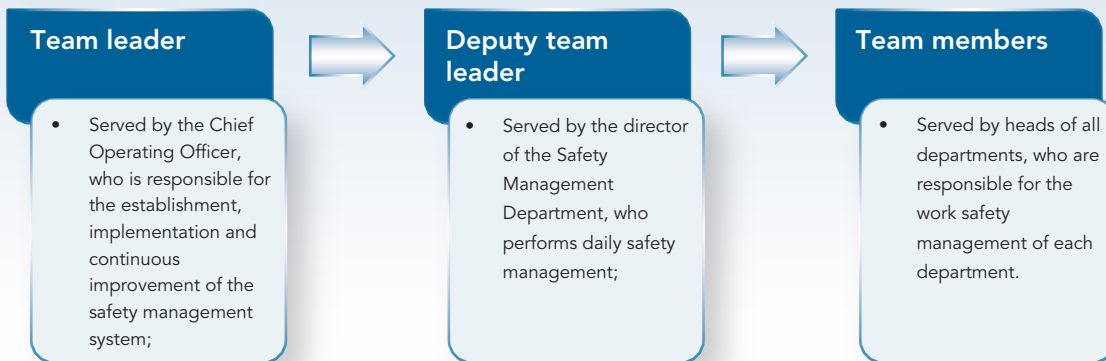 Team leader
• Served by the Chief
Operating Officer,
who is responsible for
the establishment,
implementation and
continuous
improvement of the
safety management
system;
Deputy team
leader
• Served by the director
of the Safety
Management
Department, who
performs daily safety
management;
Team members
• Served by heads of all
departments, who are
responsible for the
work safety
management of each
department.